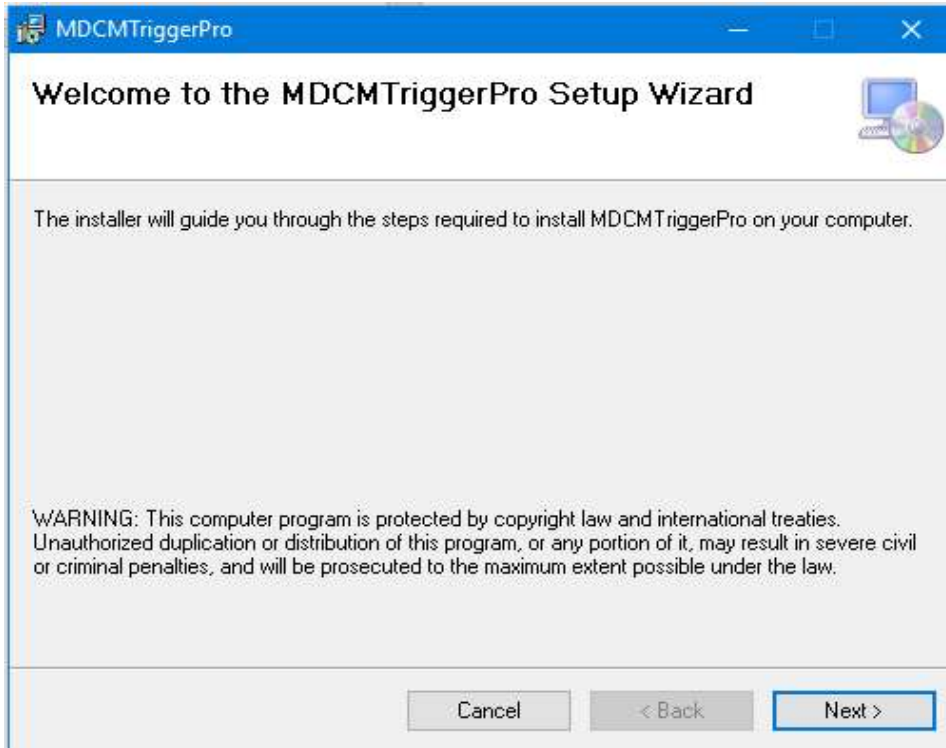 MDCMTriggerPro
Welcome to the MDCMTriggerPro Setup Wizard
The installer will guide you through the steps required to install MDCMTriggerPro on your computer.
WARNING: This computer program is protected by copyright law and international treaties.
Unauthorized duplication or distribution of this program, or any portion of it, may result in severe civil
or criminal penalties, and will be prosecuted to the maximum extent possible under the law.
Cancel < Back Next >